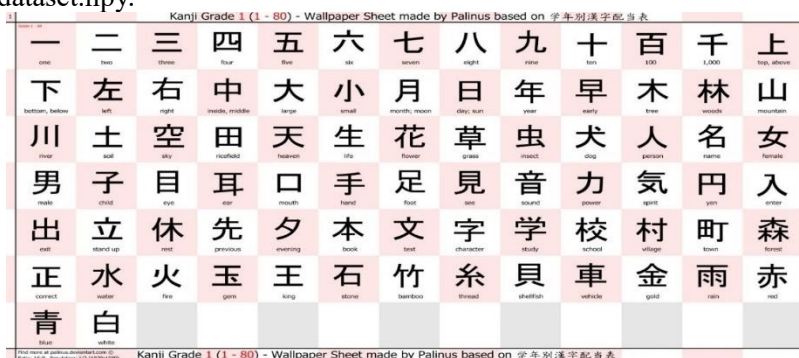 dataset.npy.
1 Kanji Grade 1 (1 - 80) - Wallpaper Sheet made by Palinus based on 学年別漢字配当表
一 二 三 四 五 六 七 八 九 十 百 千 上
one two three four five six seven eight nine ten 100 1,000 top, above
下 左 右 中 大 小 月 日 年 早 木 林 山
bottom, below left right inside, middle large small month; moon day; sun year early tree woods mountain
川 土 空 田 天 生 花 草 虫 犬 人 名 女
river soil sky ricefield heaven life flower grass insect dog person name female
男 子 目 耳 口 手 足 見 音 力 気 円 入
male child eye ear mouth hand foot see sound power spirit yen enter
出 立 休 先 夕 本 文 字 学 校 村 町 森
exit stand up rest previous evening book text character study school village town forest
正 水 火 玉 王 石 竹 糸 貝 車 金 雨 赤
correct water fire gem king stone bamboo thread shellfish vehicle gold rain red
青 白
blue white
Find more at palinus.deviantart.com ©
Kanji Grade 1 (1 - 80) - Wallpaper Sheet made by Palinus based on 学年別漢字配当表